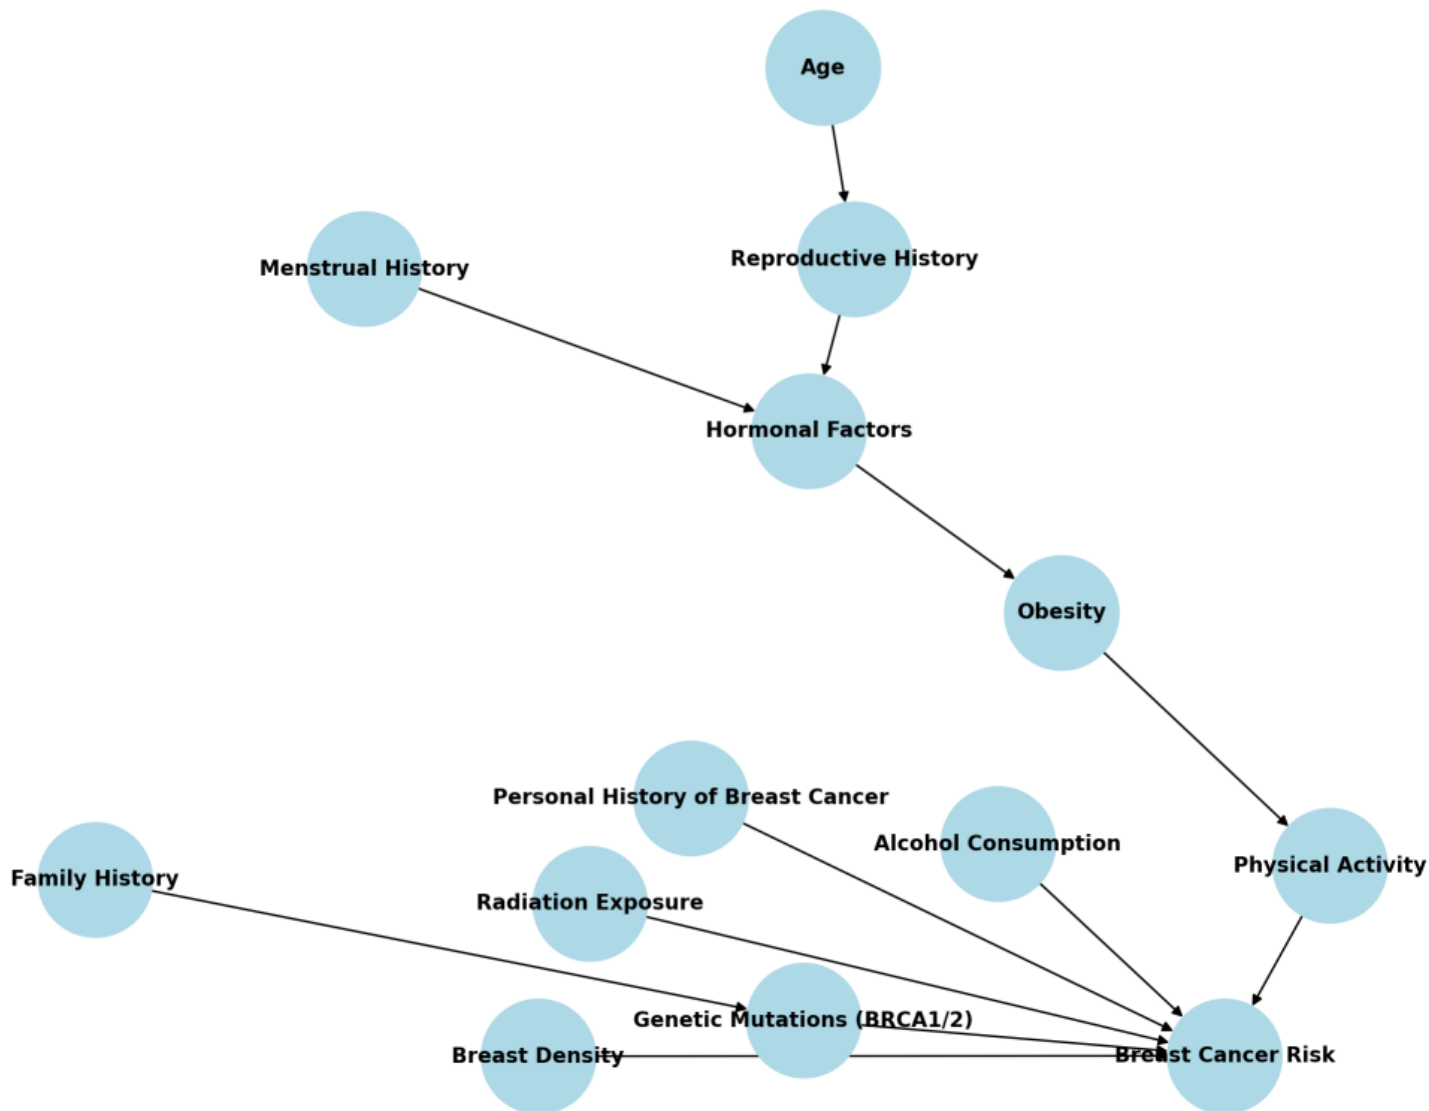 Age
Reproductive History
Menstrual History
Hormonal Factors
Obesity
Personal History of Breast Cancer
Alcohol Consumption
Physical Activity
Family History
Radiation Exposure
Genetic Mutations (BRCA1/2)
Breast Density
Breast Cancer Risk